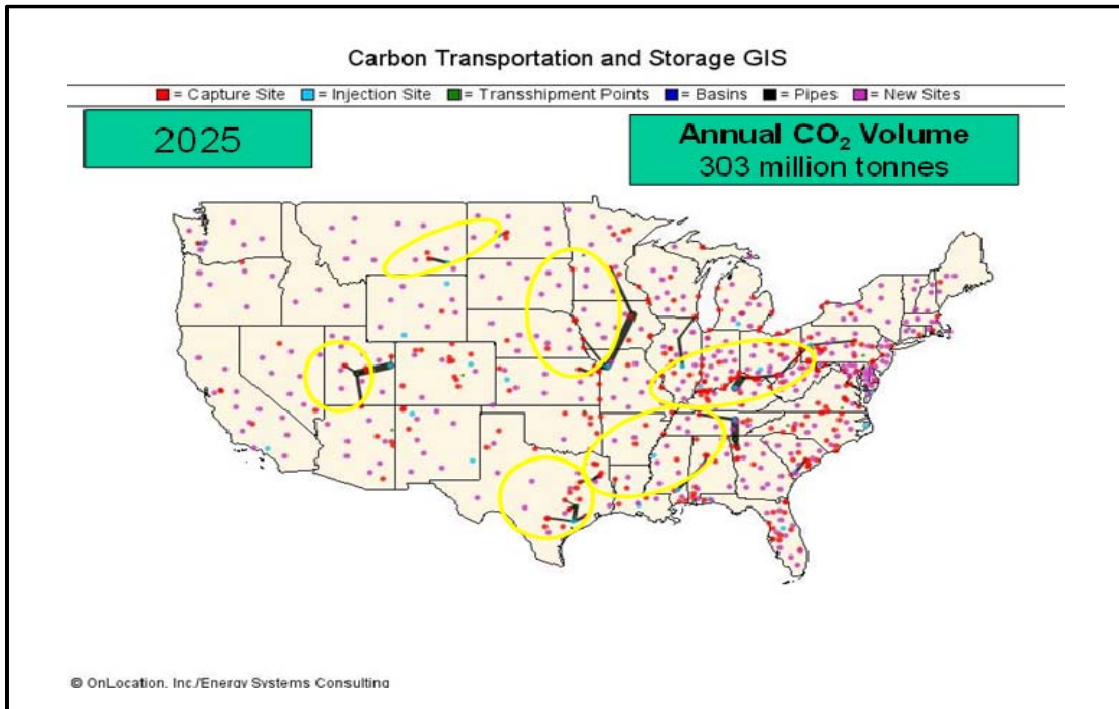 Carbon Transportation and Storage GIS
= Capture Site = Injection Site = Transshipment Points = Basins = Pipes = New Sites
2025
Annual CO₂ Volume
303 million tonnes
© OnLocation, Inc./Energy Systems Consulting